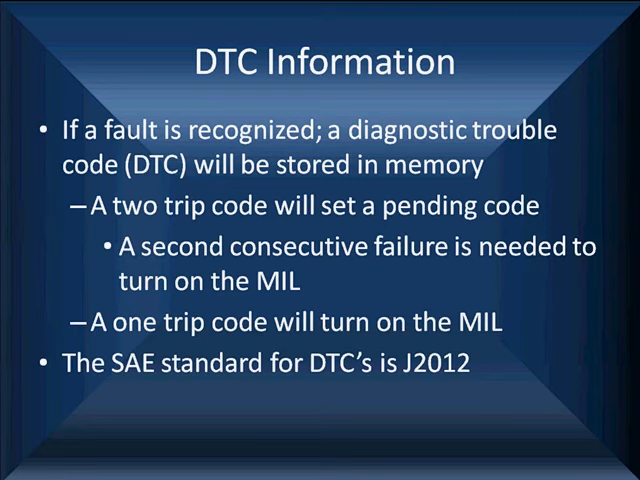 DTC Information
• If a fault is recognized; a diagnostic trouble
code (DTC) will be stored in memory
–A two trip code will set a pending code
• A second consecutive failure is needed to
turn on the MIL
–A one trip code will turn on the MIL
• The SAE standard for DTC's is J2012